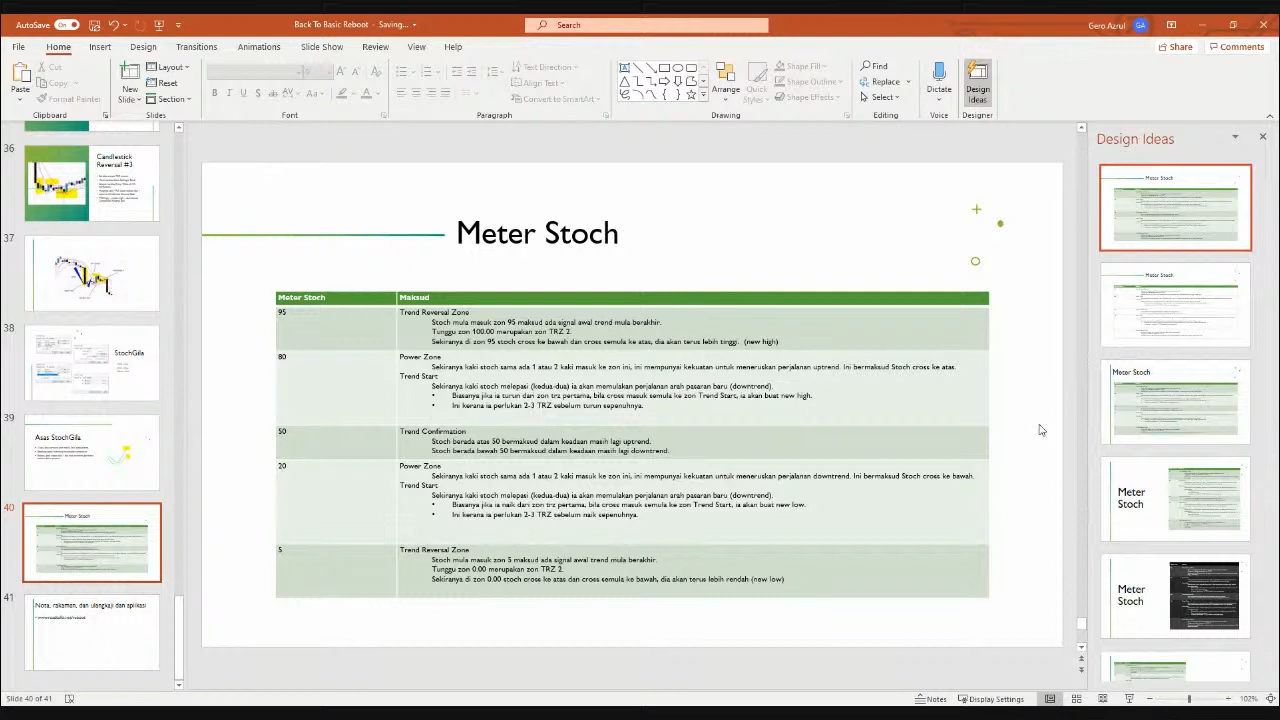 AutoSave
On
Back To Basic Reboot - Saving...
Search
Gero Azrul
GA
File
Home
Insert
Design
Transitions
Animations
Slide Show
Review
View
Help
Share
Comments
Paste
Cut
Copy
Format Painter
Clipboard
New
Slide
Layout
Reset
Section
Slides
Font
Text Direction
Align Text
Convert to SmartArt
Paragraph
Arrange
Quick
Styles
Shape Fill
Shape Outline
Shape Effects
Drawing
Find
Replace
Select
Editing
Dictate
Voice
Design
Ideas
Designer
36
Candlestick
Reversal #3
37
38
StochGila
39
Asas StochGila
40
Meter Stoch
41
Nota, rakaman, dan ulangkaji dan aplikasi
Meter Stoch
Meter Stoch Maksud
95 Trend Reversal Zone
Stoch mula masuk zon 95 maksud ada signal awal trend mula berakhir.
Tunggu zon 100.00 merupakan zon TRZ 2.
Sekiranya di zon 95 stoch cross ke bawah dan cross semula ke atas, dia akan terus lebih tinggi. (new high)
80 Power Zone
Sekiranya kaki stoch sama ada 1 atau 2 kaki masuk ke zon ini, ini mempunyai kekuatan untuk meneruskan perjalanan uptrend. Ini bermaksud Stoch cross ke atas.
Trend Start
Sekiranya kaki stoch melepasi (kedua-dua) ia akan memulakan perjalanan arah pasaran baru (downtrend).
• Biasanya jika ia turun dari zon trz pertama, bila cross masuk semula ke zon Trend Start, ia akan buat new high.
• Ini kerana ia perlukan 2-3 TRZ sebelum turun sepenuhnya.
50 Trend Confirmation
Stoch berada atas 50 bermaksud dalam keadaan masih lagi uptrend.
Stoch berada bawah 50 bermaksud dalam keadaan masih lagi downtrend.
20 Power Zone
Sekiranya kaki stoch sama ada 1 atau 2 kaki masuk ke zon ini, ini mempunyai kekuatan untuk meneruskan perjalanan downtrend. Ini bermaksud Stoch cross ke bawah.
Trend Start
Sekiranya kaki stoch melepasi (kedua-dua) ia akan memulakan perjalanan arah pasaran baru (downtrend).
• Biasanya jika ia naik dari zon trz pertama, bila cross masuk semula ke zon Trend Start, ia akan buat new low.
• Ini kerana ia perlukan 2-3 TRZ sebelum naik sepenuhnya.
5 Trend Reversal Zone
Stoch mula masuk zon 5 maksud ada signal awal trend mula berakhir.
Tunggu zon 0.00 merupakan zon TRZ 2.
Sekiranya di zon 0.00 stoch cross ke atas dan cross semula ke bawah, dia akan terus lebih rendah (new low)
Design Ideas
Meter Stoch
Meter Stoch
Meter Stoch
Meter
Stoch
Meter
Stoch
Slide 40 of 41
Notes
Display Settings
102%